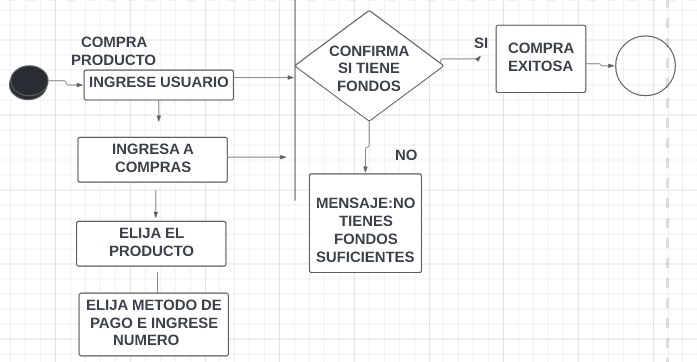 COMPRA
PRODUCTO
INGRESE USUARIO
INGRESA A
COMPRAS
ELIJA EL
PRODUCTO
ELIJA METODO DE
PAGO E INGRESE
NUMERO
CONFIRMA
SI TIENE
FONDOS
SI
COMPRA
EXITOSA
NO
MENSAJE:NO
TIENES
FONDOS
SUFICIENTES